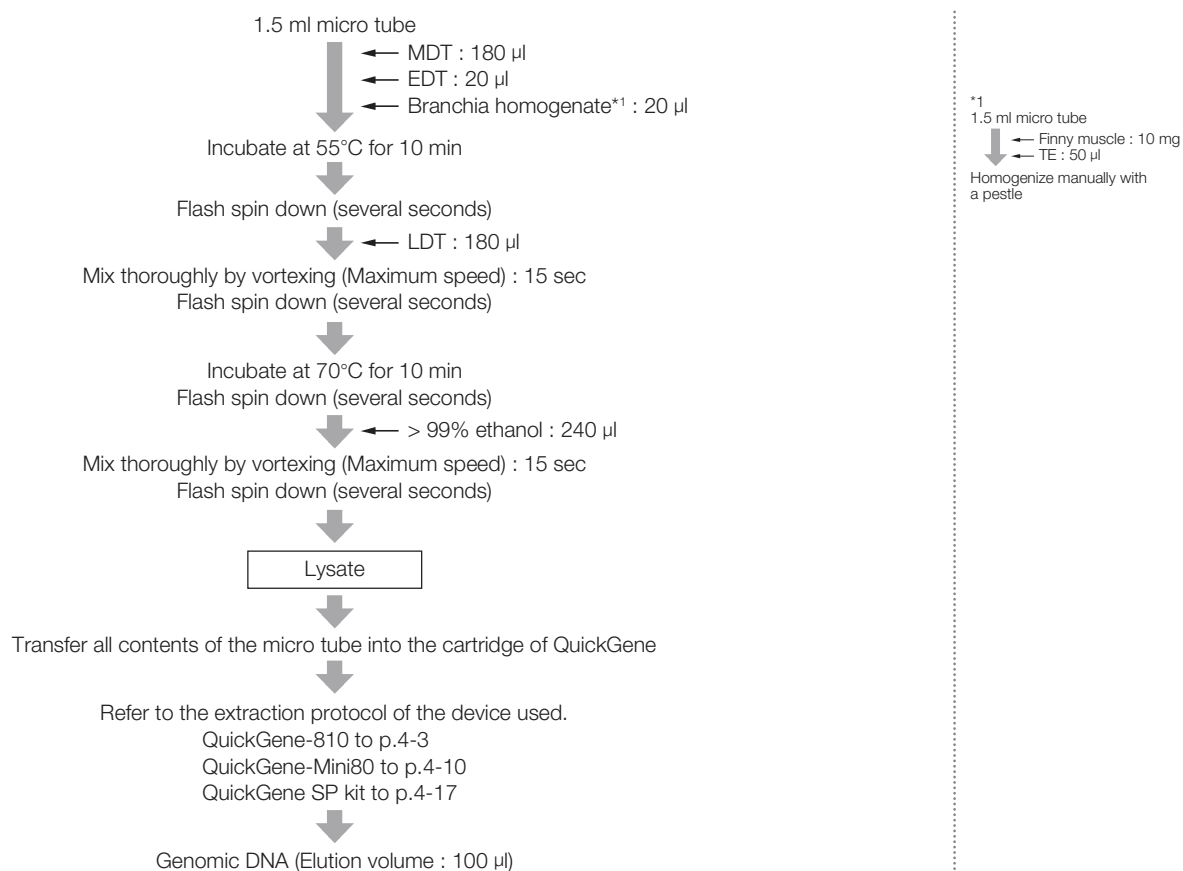 1.5 ml micro tube
MDT : 180 µl
EDT : 20 µl
Branchia homogenate*1 : 20 µl
Incubate at 55°C for 10 min
Flash spin down (several seconds)
LDT : 180 µl
Mix thoroughly by vortexing (Maximum speed) : 15 sec
Flash spin down (several seconds)
Incubate at 70°C for 10 min
Flash spin down (several seconds)
> 99% ethanol : 240 µl
Mix thoroughly by vortexing (Maximum speed) : 15 sec
Flash spin down (several seconds)
Lysate
Transfer all contents of the micro tube into the cartridge of QuickGene
Refer to the extraction protocol of the device used.
QuickGene-810 to p.4-3
QuickGene-Mini80 to p.4-10
QuickGene SP kit to p.4-17
Genomic DNA (Elution volume : 100 µl)
*1
1.5 ml micro tube
Finny muscle : 10 mg
TE : 50 µl
Homogenize manually with
a pestle